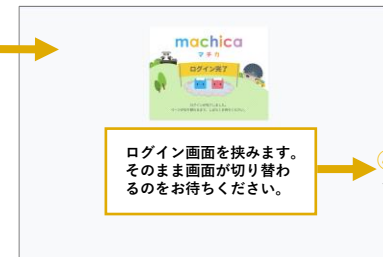 machica
マチカ
ログイン完了
ログイン画面を挟みます。
そのまま画面が切り替わ
るのをお待ちください。